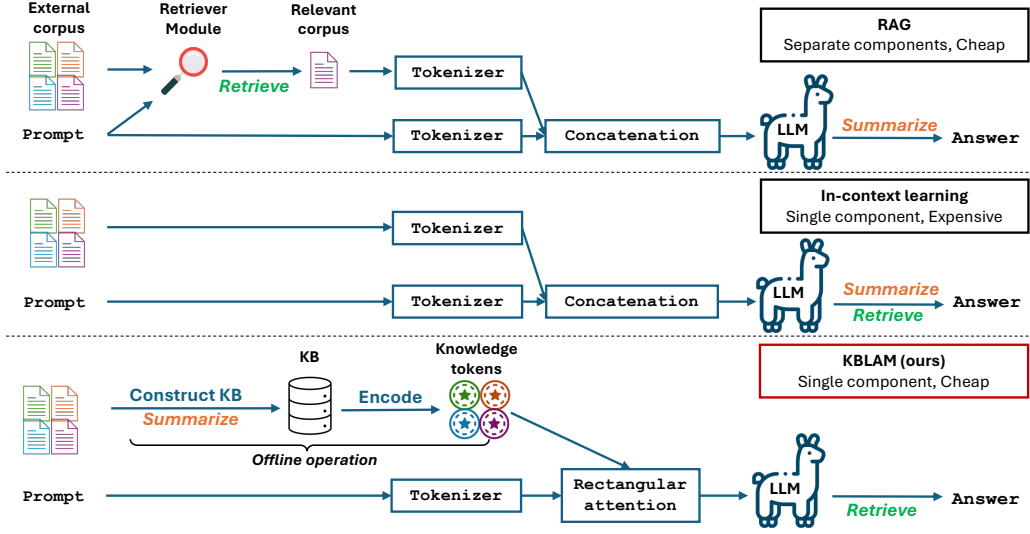 External
corpus
Retriever
Module
Relevant
corpus
RAG
Separate components, Cheap
Retrieve
Tokenizer
Prompt
Tokenizer
Concatenation
LLM
Summarize
Answer
In-context learning
Single component, Expensive
Tokenizer
Prompt
Tokenizer
Concatenation
LLM
Summarize
Retrieve
Answer
KBLAM (ours)
Single component, Cheap
KB
Knowledge
tokens
Construct KB
Summarize
Encode
Offline operation
Prompt
Tokenizer
Rectangular
attention
LLM
Retrieve
Answer